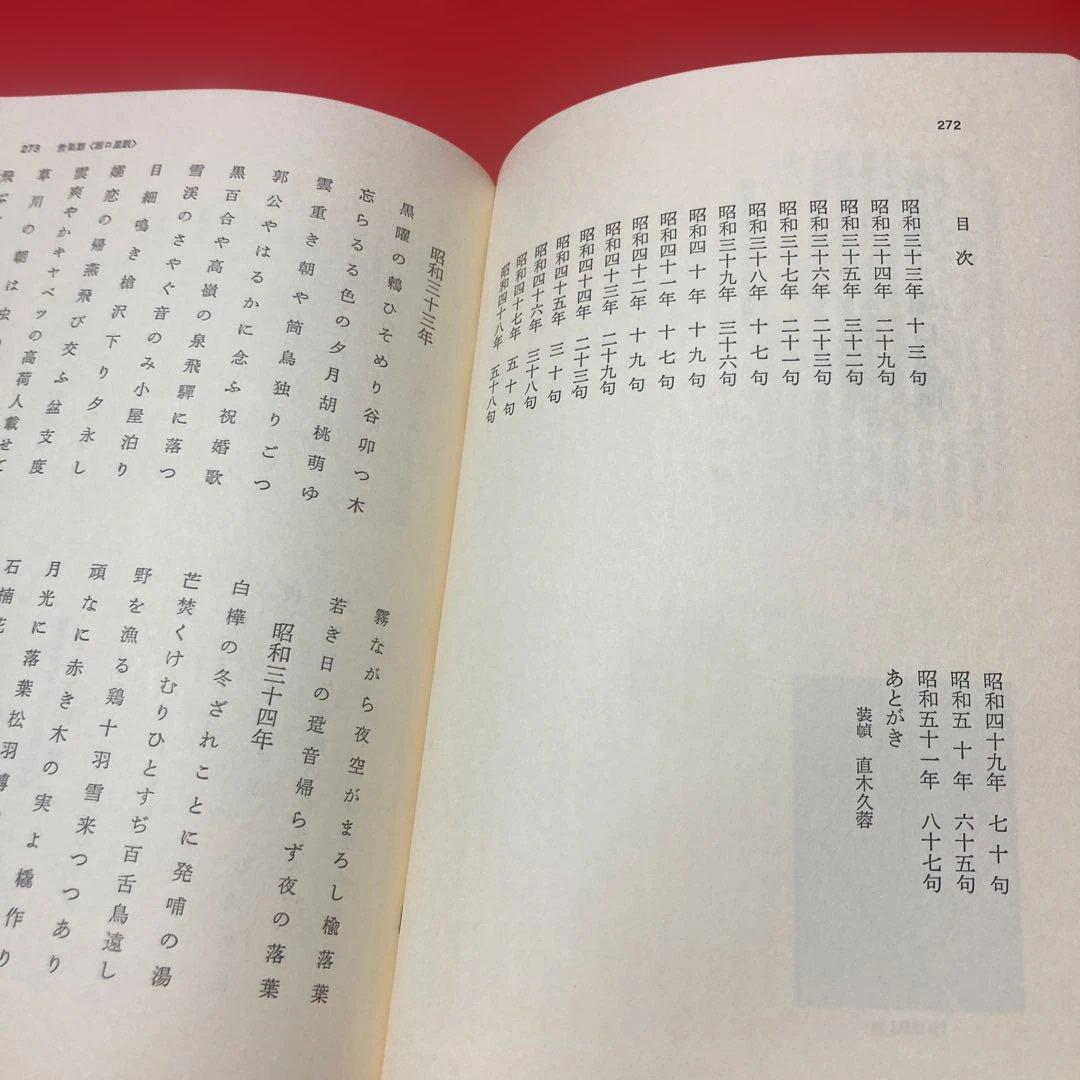 272
目次
昭和三十三年 十三句
昭和三十四年 二十九句
昭和三十五年 三十二句
昭和三十六年 二十三句
昭和三十七年 二十一句
昭和三十八年 十七句
昭和三十九年 三十六句
昭和四十年 十九句
昭和四十一年 十七句
昭和四十二年 十九句
昭和四十三年 二十九句
昭和四十四年 二十三句
昭和四十五年 三十句
昭和四十六年 三十八句
昭和四十七年 五十句
昭和四十八年 五十八句
昭和四十九年 七十句
昭和五十年 六十五句
昭和五十一年 八十七句
あとがき
装幀 直木久蓉
273 営巣期〈堀口星眠〉
昭和三十三年
黒曜の鶫ひそめり谷卯つ木
忘らるる色の夕月胡桃萌ゆ
雲重き朝や筒鳥独りごつ
郭公やはるかに念ふ祝婚歌
黒百合や高嶺の泉飛驒に落つ
雪渓のさやぐ音のみ小屋泊り
目細鳴き槍沢下り夕永し
嬬恋の帰燕飛び交ふ盆支度
雲爽やかキャベツの高荷人載せて
草川の朝は虫
霧ながら夜空がまろし楡落葉
若き日の跫音帰らず夜の落葉
昭和三十四年
白樺の冬ざれことに発哺の湯
芒焚くけむりひとすぢ百舌鳥遠し
野を漁る鶏十羽雪来つつあり
頑なに赤き木の実よ橇作り
月光に落葉松羽
石楠花